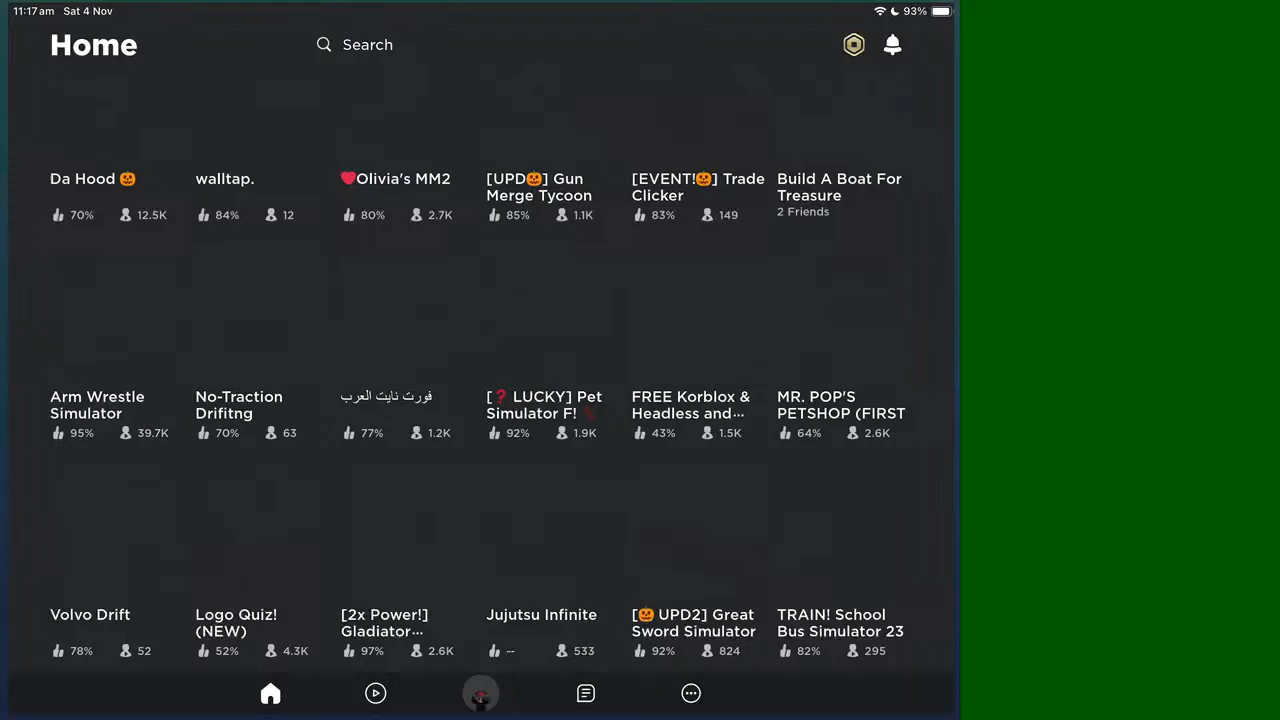 11:17 am Sat 4 Nov 93%
Home
Search
Da Hood 🎃
70% 12.5K
walltap.
84% 12
❤️Olivia's MM2
80% 2.7K
[UPD🎃] Gun
Merge Tycoon
85% 1.1K
[EVENT!🎃] Trade
Clicker
83% 149
Build A Boat For
Treasure
2 Friends
Arm Wrestle
Simulator
95% 39.7K
No-Traction
Drifitng
70% 63
فورت نايت العرب
77% 1.2K
[❓ LUCKY] Pet
Simulator F!
92% 1.9K
FREE Korblox &
Headless and...
43% 1.5K
MR. POP'S
PETSHOP (FIRST
64% 2.6K
Volvo Drift
78% 52
Logo Quiz!
(NEW)
52% 4.3K
[2x Power!]
Gladiator...
97% 2.6K
Jujutsu Infinite
-- 533
[🎃 UPD2] Great
Sword Simulator
92% 824
TRAIN! School
Bus Simulator 23
82% 295